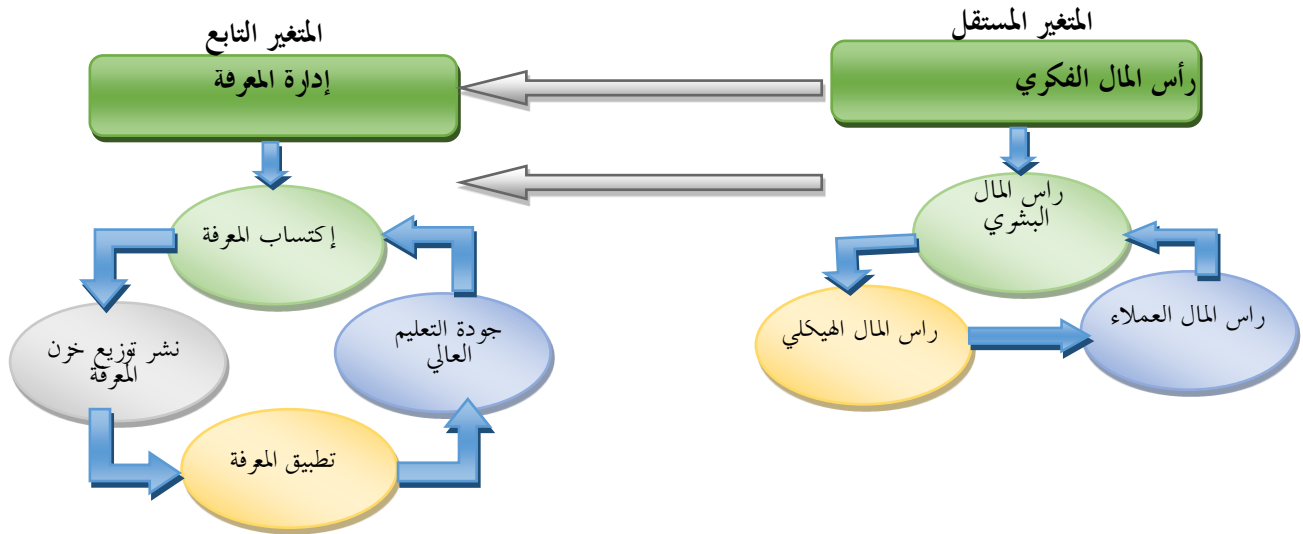 المتغير المستقل
رأس المال الفكري
راس المال
البشري
راس المال الهيكلي
راس المال العملاء
المتغير التابع
إدارة المعرفة
إكتساب المعرفة
نشر توزيع خزن
المعرفة
تطبيق المعرفة
جودة التعليم
العالي